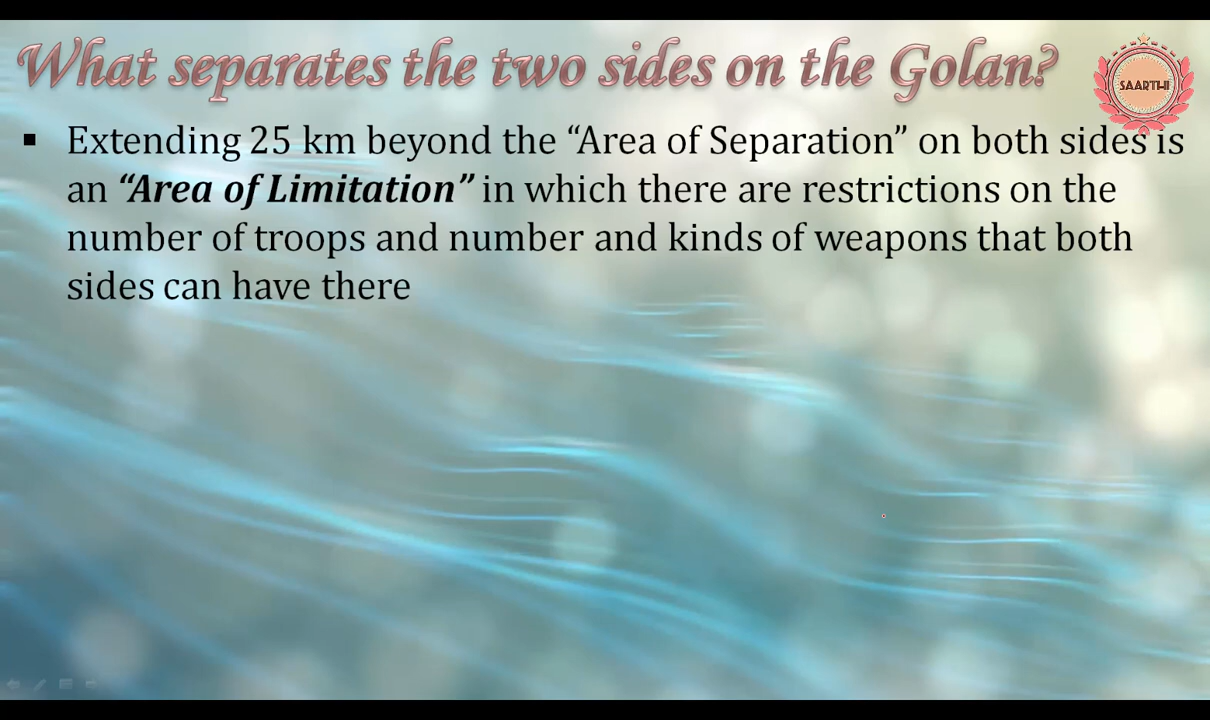 What separates the two sides on the Golan?
SAARTHI
▪ Extending 25 km beyond the “Area of Separation” on both sides is
an “Area of Limitation” in which there are restrictions on the
number of troops and number and kinds of weapons that both
sides can have there